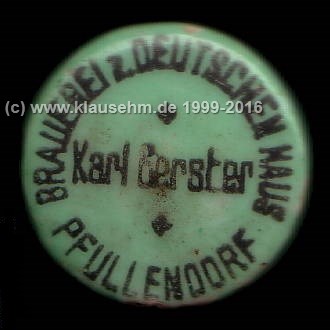 BRAUEREI z. DEUTSCHEN HAUS
(c) www.klausehm.de 1999-2016
Karl Gerster
PFULLENDORF